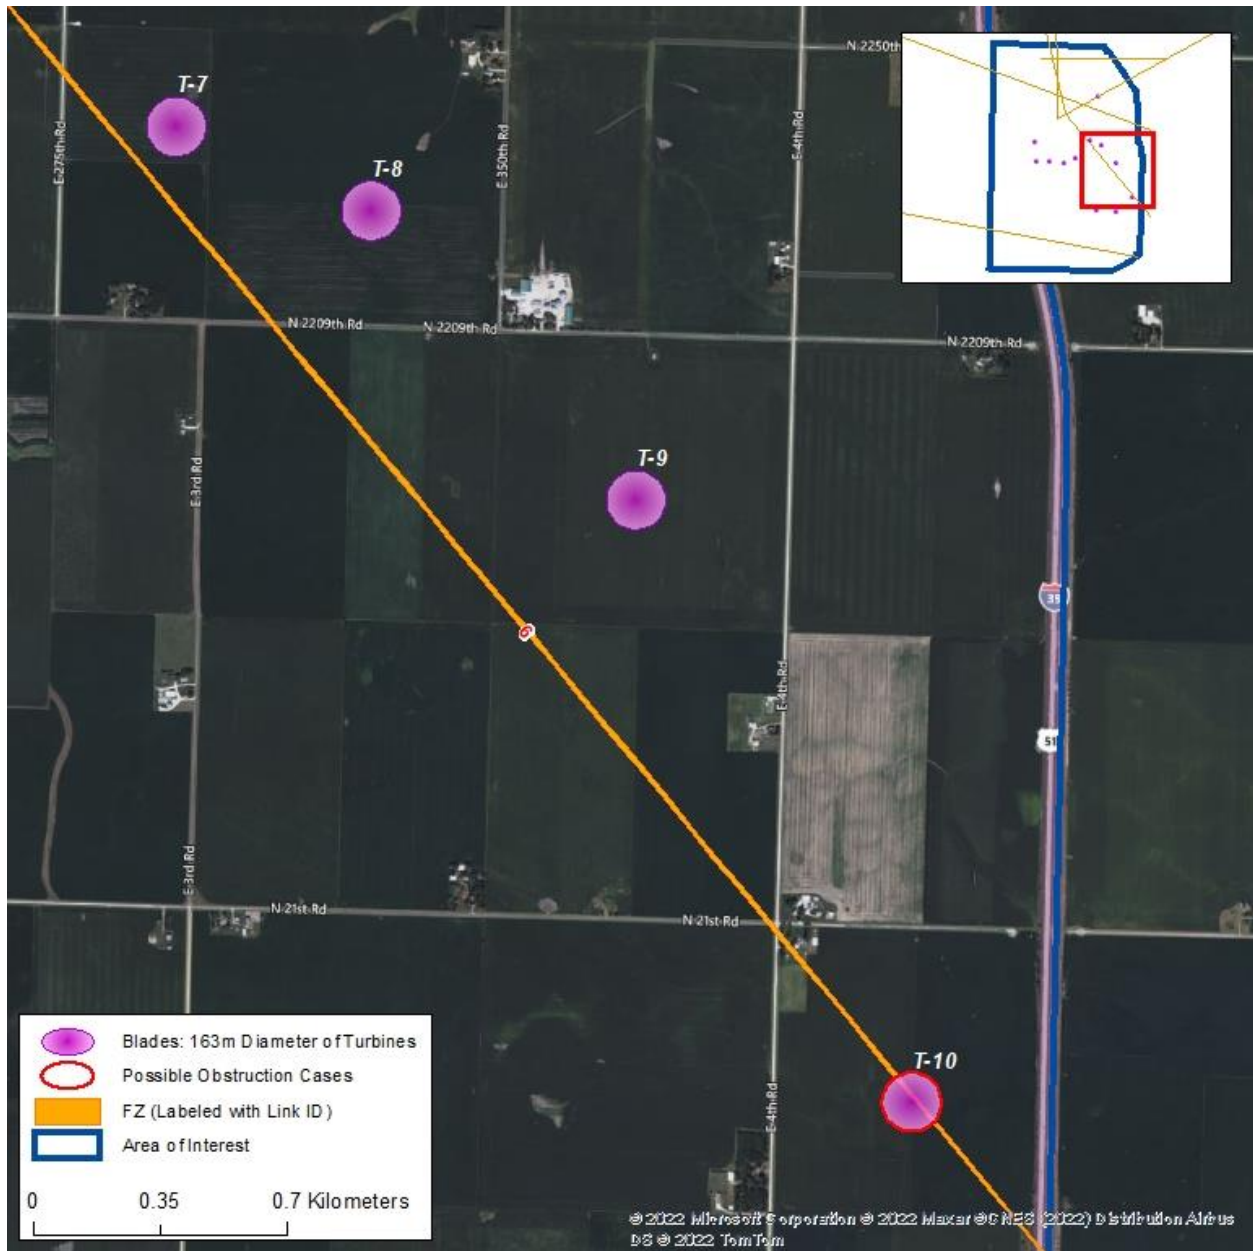 T-7
N 2250th
T-8
E 275th Rd
E 350th Rd
E 4th Rd
N 2209th Rd
N 2209th Rd
N 2209th Rd
T-9
E 3rd Rd
39
6
E 4th Rd
51
E 3rd Rd
N 21st Rd
N 21st Rd
T-10
E 4th Rd
Blades: 163m Diameter of Turbines
Possible Obstruction Cases
FZ (Labeled with Link ID)
Area of Interest
0 0.35 0.7 Kilometers
© 2022 Microsoft Corporation © 2022 Maxar ©CNES (2022) Distribution Airbus
DS © 2022 TomTom